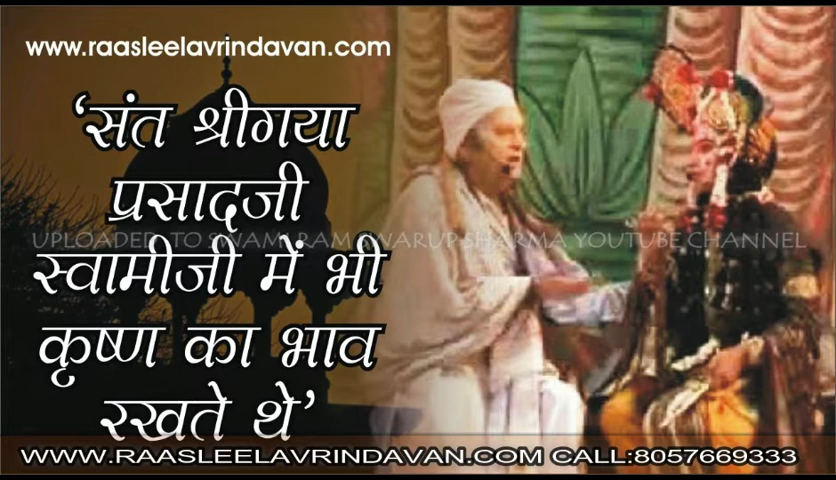 www.raasleelavrindavan.com
‘संत श्रीगया
प्रसादजी
UPLOADED TO SWAMI RAM SWARUP SHARMA YOUTUBE CHANNEL
स्वामीजी में भी
कृष्ण का भाव
रखते थे’
WWW.RAASLEELAVRINDAVAN.COM CALL:8057669333